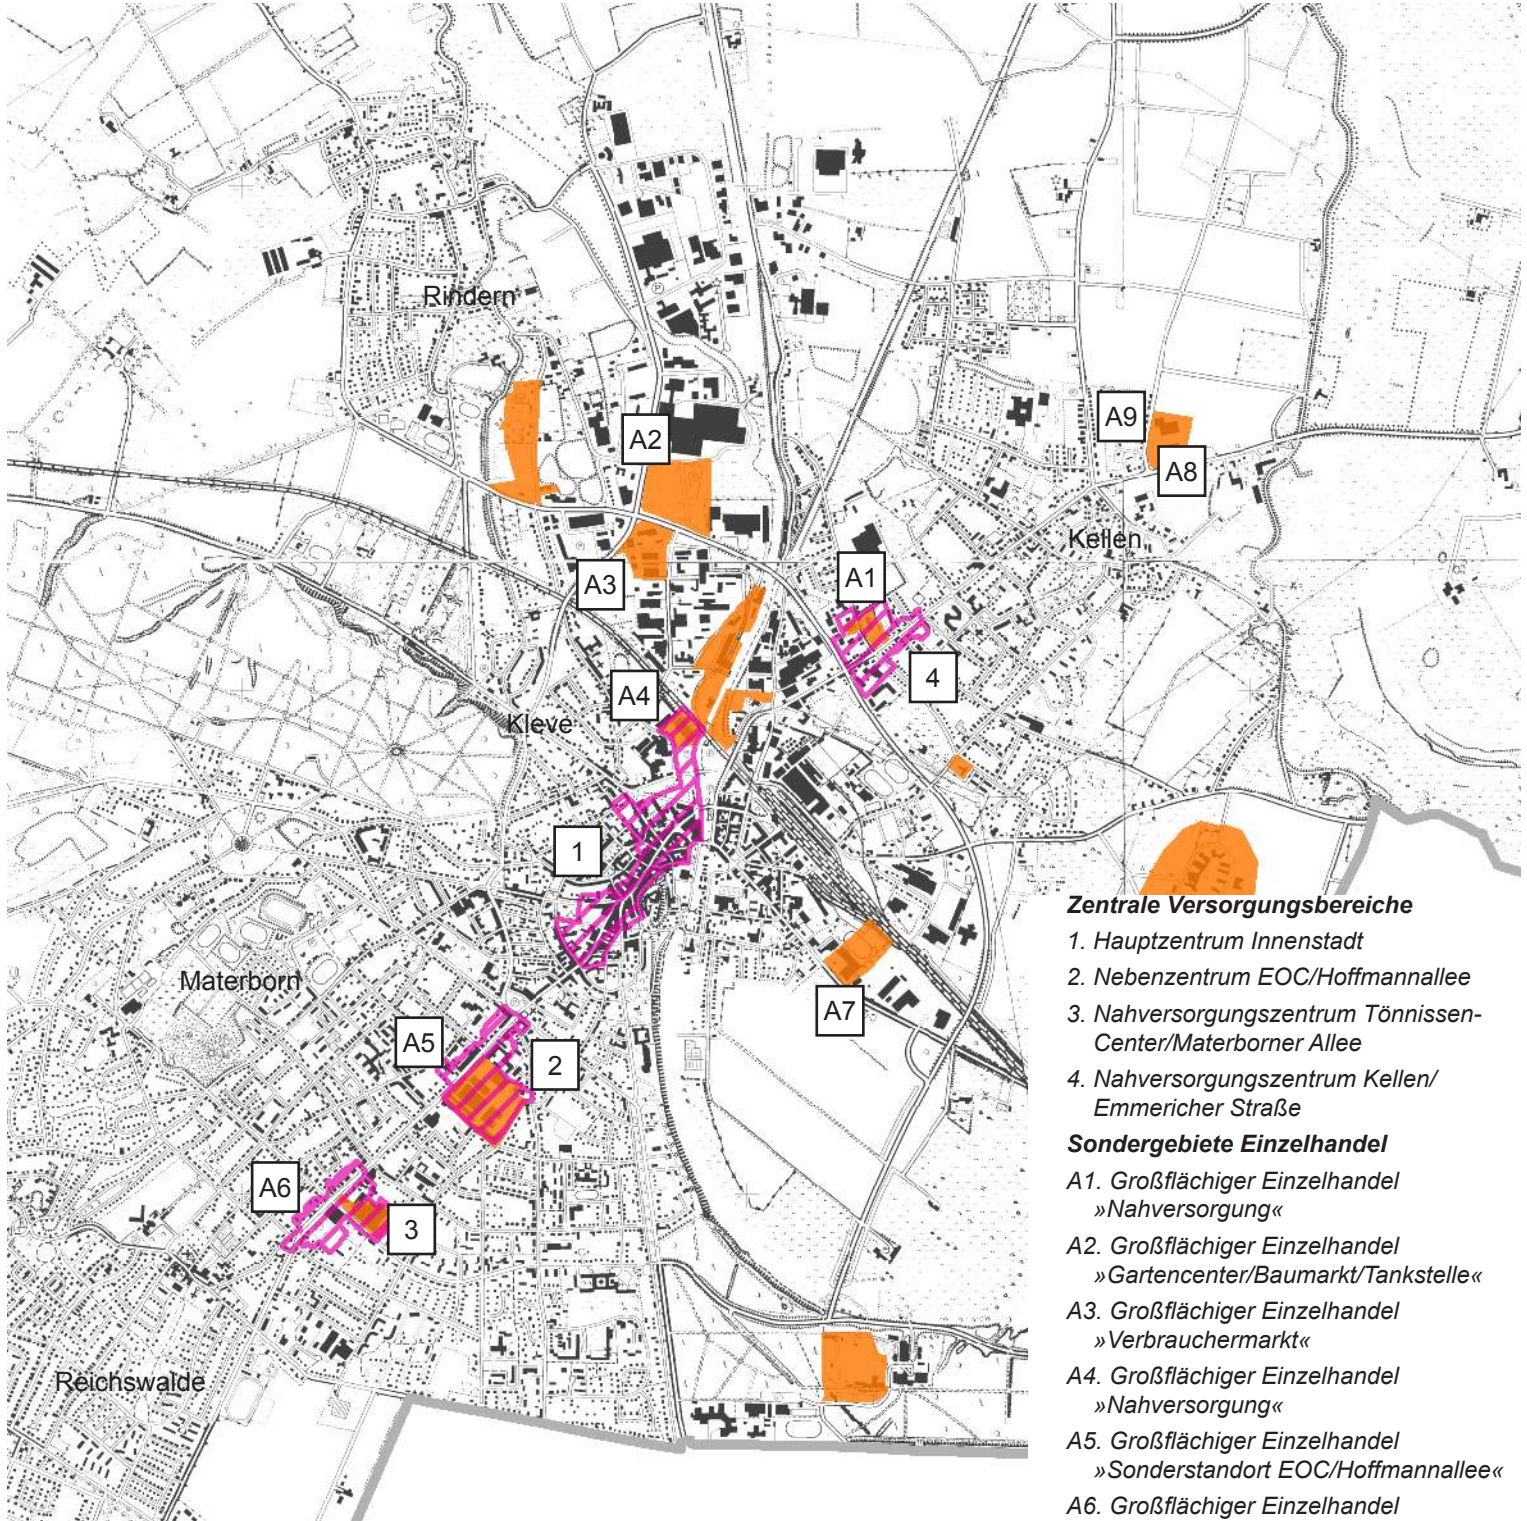 Rindern
A9
A2
A8
Kellen
A1
A3
4
A4
Kleve
1
Materborn
A7
A5
2
A6
3
Reichswalde
Zentrale Versorgungsbereiche
1. Hauptzentrum Innenstadt
2. Nebenzentrum EOC/Hoffmannallee
3. Nahversorgungszentrum Tönnissen-
Center/Materborner Allee
4. Nahversorgungszentrum Kellen/
Emmericher Straße
Sondergebiete Einzelhandel
A1. Großflächiger Einzelhandel
»Nahversorgung«
A2. Großflächiger Einzelhandel
»Gartencenter/Baumarkt/Tankstelle«
A3. Großflächiger Einzelhandel
»Verbrauchermarkt«
A4. Großflächiger Einzelhandel
»Nahversorgung«
A5. Großflächiger Einzelhandel
»Sonderstandort EOC/Hoffmannallee«
A6. Großflächiger Einzelhandel